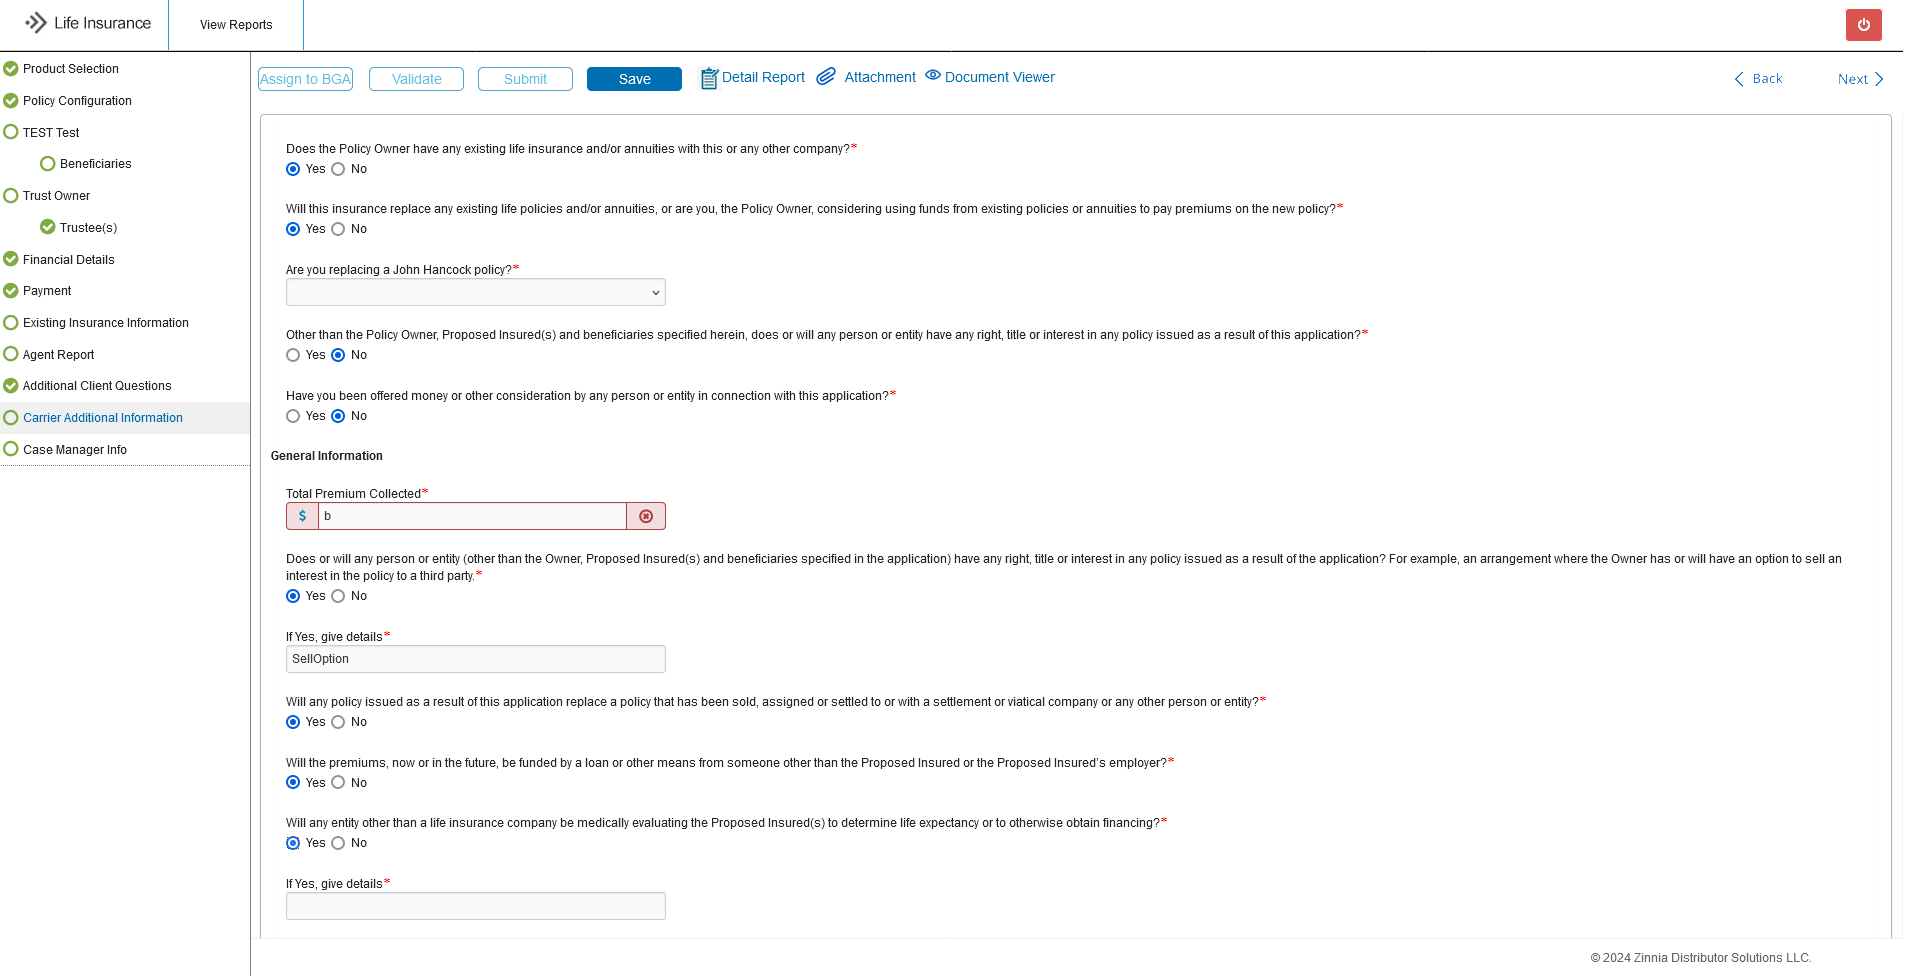 Life Insurance
View Reports
Product Selection
Policy Configuration
TEST Test
Beneficiaries
Trust Owner
Trustee(s)
Financial Details
Payment
Existing Insurance Information
Agent Report
Additional Client Questions
Carrier Additional Information
Case Manager Info
Assign to BGA
Validate
Submit
Save
Detail Report
Attachment
Document Viewer
Back
Next
Does the Policy Owner have any existing life insurance and/or annuities with this or any other company?*
Yes No
Will this insurance replace any existing life policies and/or annuities, or are you, the Policy Owner, considering using funds from existing policies or annuities to pay premiums on the new policy?*
Yes No
Are you replacing a John Hancock policy?*
Other than the Policy Owner, Proposed Insured(s) and beneficiaries specified herein, does or will any person or entity have any right, title or interest in any policy issued as a result of this application?*
Yes No
Have you been offered money or other consideration by any person or entity in connection with this application?*
Yes No
General Information
Total Premium Collected*
$ b
Does or will any person or entity (other than the Owner, Proposed Insured(s) and beneficiaries specified in the application) have any right, title or interest in any policy issued as a result of the application? For example, an arrangement where the Owner has or will have an option to sell an
interest in the policy to a third party.*
Yes No
If Yes, give details*
SellOption
Will any policy issued as a result of this application replace a policy that has been sold, assigned or settled to or with a settlement or viatical company or any other person or entity?*
Yes No
Will the premiums, now or in the future, be funded by a loan or other means from someone other than the Proposed Insured or the Proposed Insured's employer?*
Yes No
Will any entity other than a life insurance company be medically evaluating the Proposed Insured(s) to determine life expectancy or to otherwise obtain financing?*
Yes No
If Yes, give details*
© 2024 Zinnia Distributor Solutions LLC.